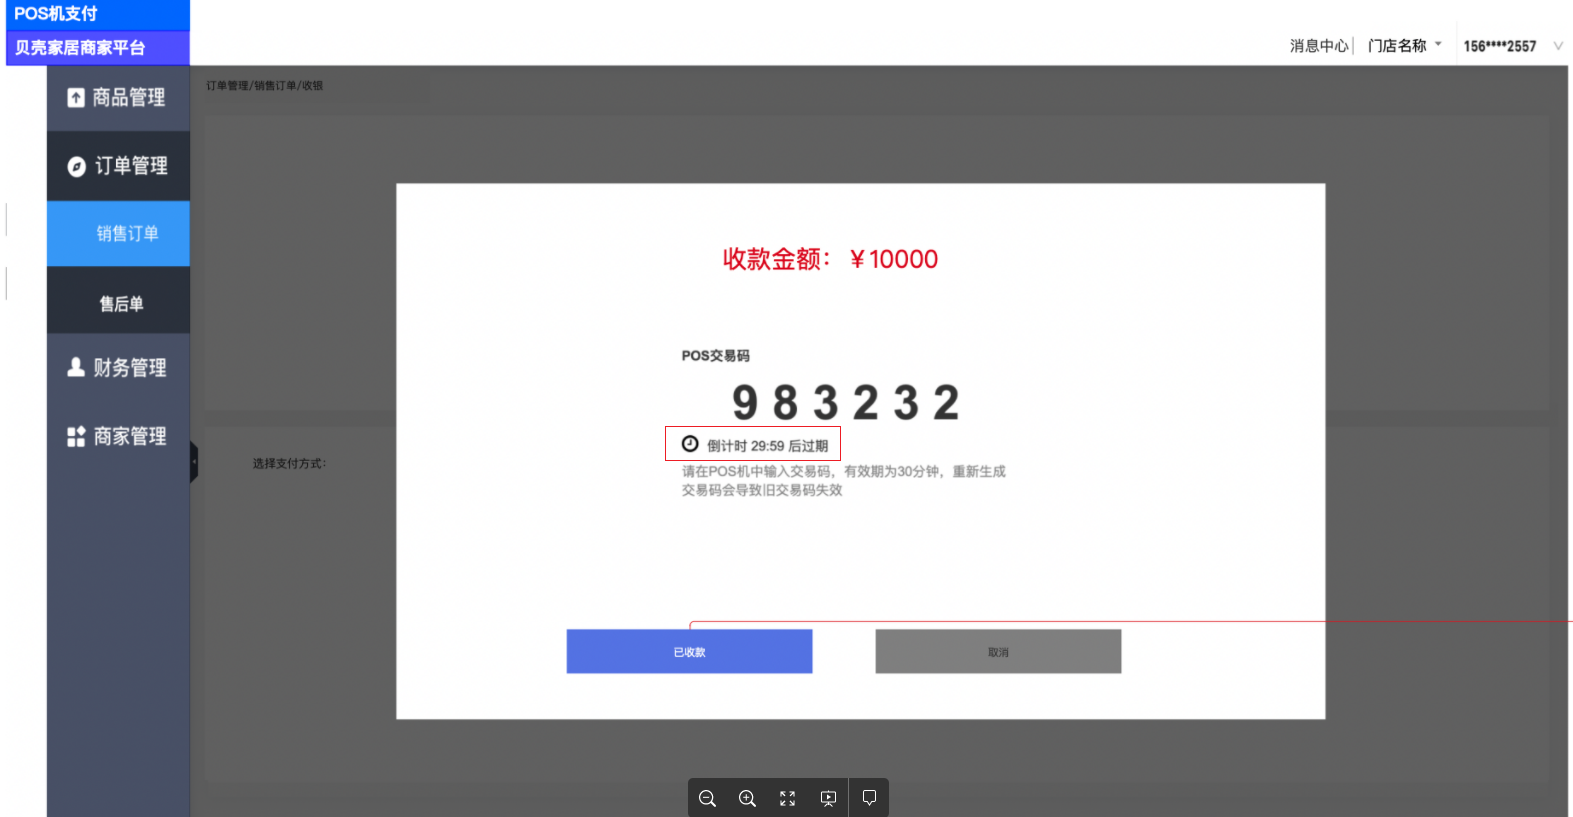 POS机支付
贝壳家居商家平台
消息中心
门店名称
156****2557
商品管理
订单管理
销售订单
售后单
财务管理
商家管理
订单管理/销售订单/收银
选择支付方式:
收款金额：￥10000
POS交易码
983232
倒计时 29:59 后过期
请在POS机中输入交易码，有效期为30分钟，重新生成
交易码会导致旧交易码失效
已收款
取消